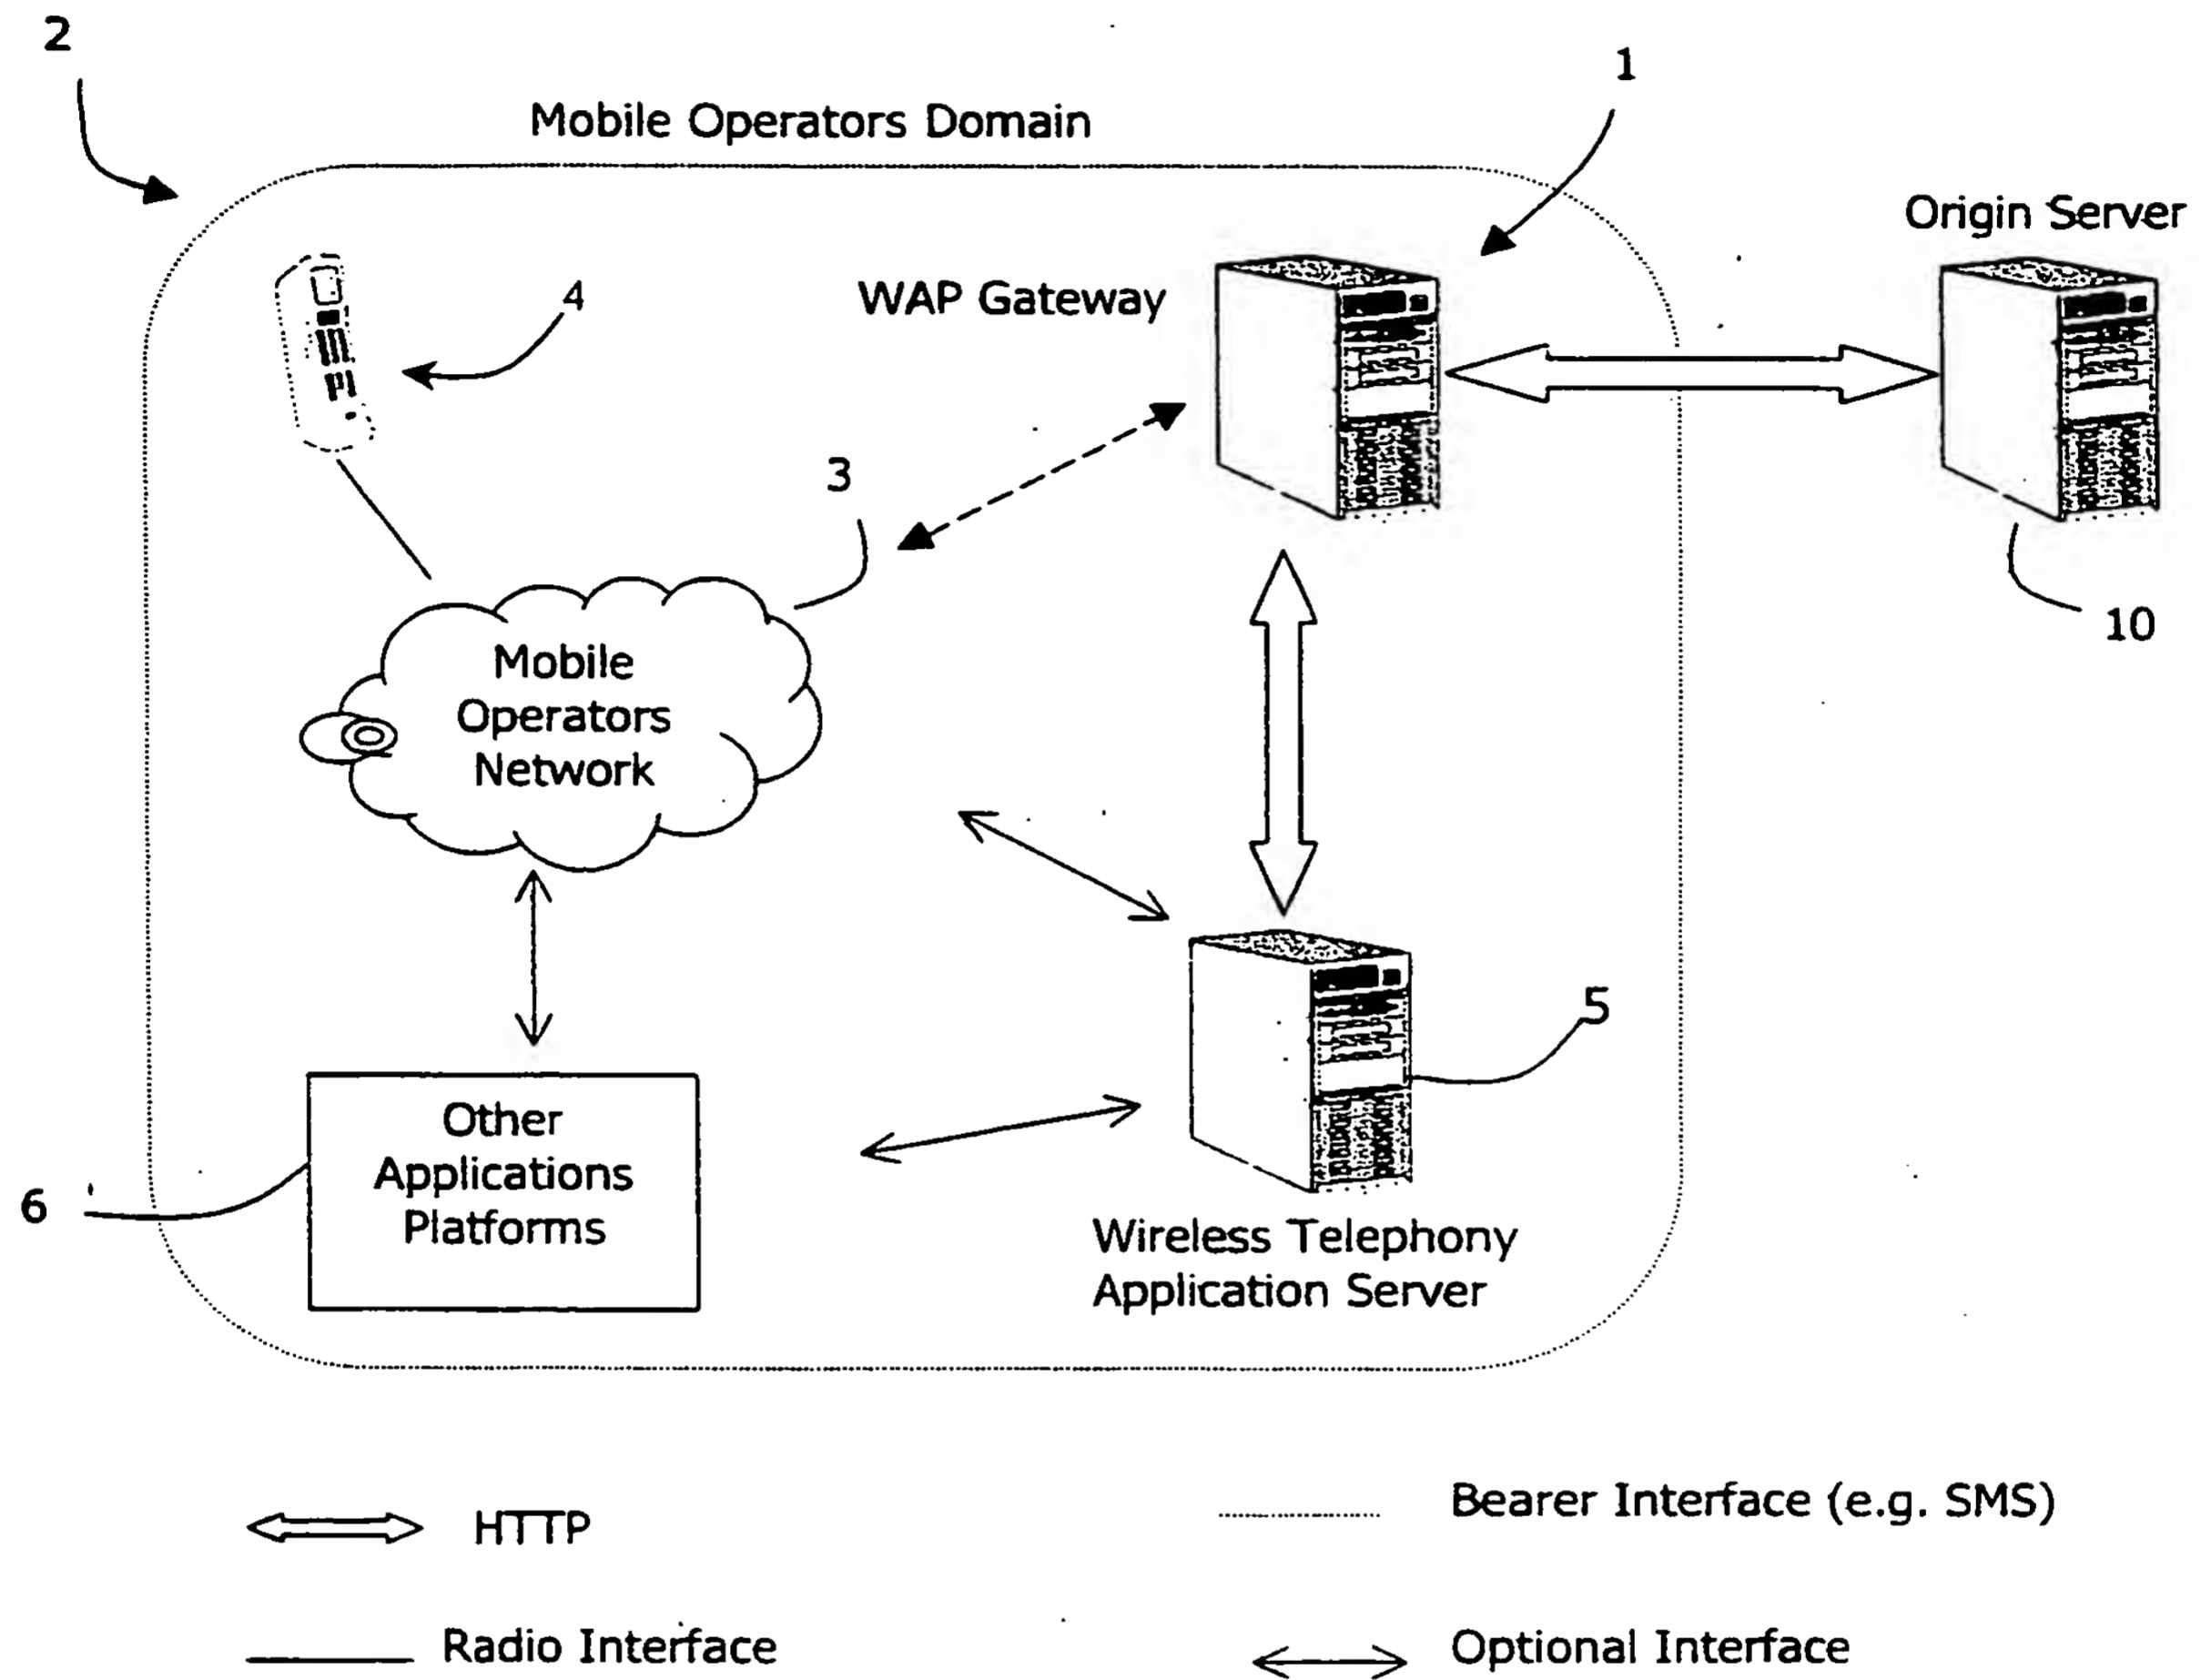 2
1
Mobile Operators Domain
Origin Server
WAP Gateway
4
3
10
Mobile
Operators
Network
5
Other
Applications
Platforms
6
Wireless Telephony
Application Server
HTTP
Bearer Interface (e.g. SMS)
Radio Interface
Optional Interface